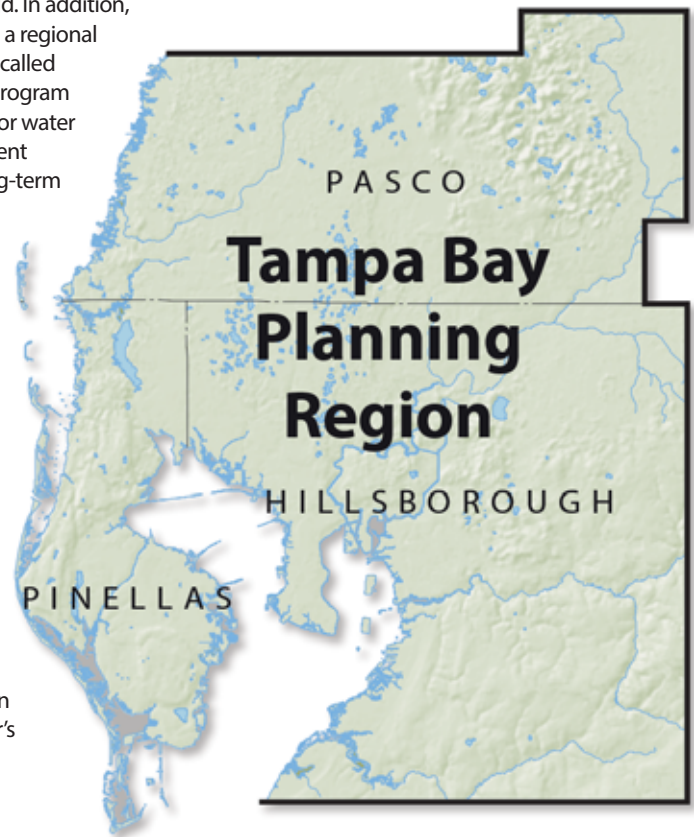 d. In addition,
a regional
called
rogram
or water
ent
g-term
PASCO
Tampa Bay
Planning
Region
HILLSBOROUGH
PINELLAS
n
r's